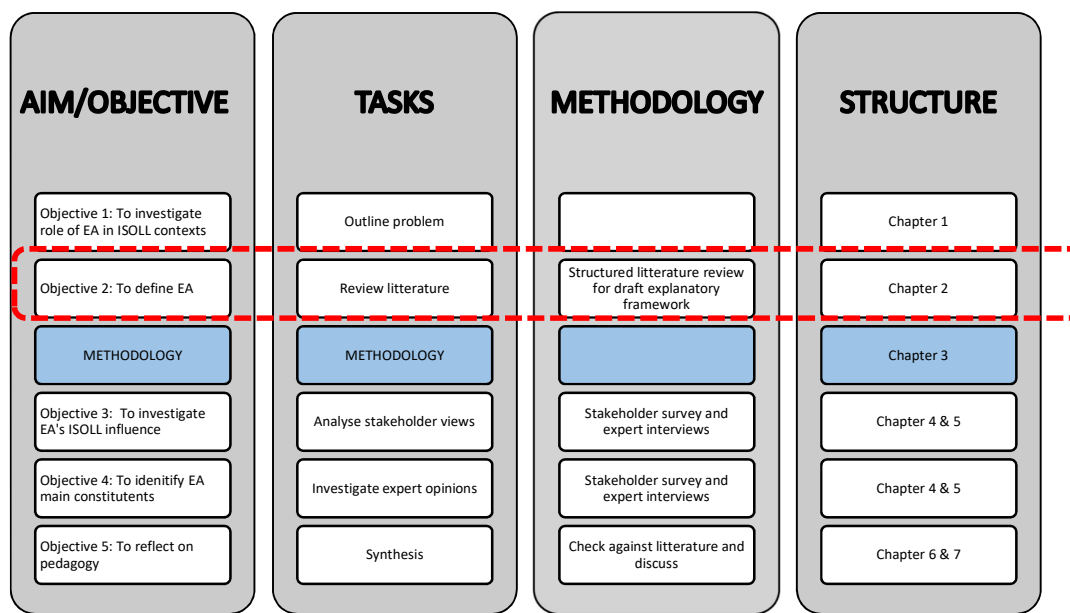 AIM/OBJECTIVE
TASKS
METHODOLOGY
STRUCTURE
Objective 1: To investigate
role of EA in ISOLL contexts
Outline problem
Chapter 1
Objective 2: To define EA
Review litterature
Structured litterature review
for draft explanatory
framework
Chapter 2
METHODOLOGY
METHODOLOGY
Chapter 3
Objective 3:  To investigate
EA's ISOLL influence
Analyse stakeholder views
Stakeholder survey and
expert interviews
Chapter 4 & 5
Objective 4: To idenitify EA
main constitutents
Investigate expert opinions
Stakeholder survey and
expert interviews
Chapter 4 & 5
Objective 5: To reflect on
pedagogy
Synthesis
Check against litterature and
discuss
Chapter 6 & 7